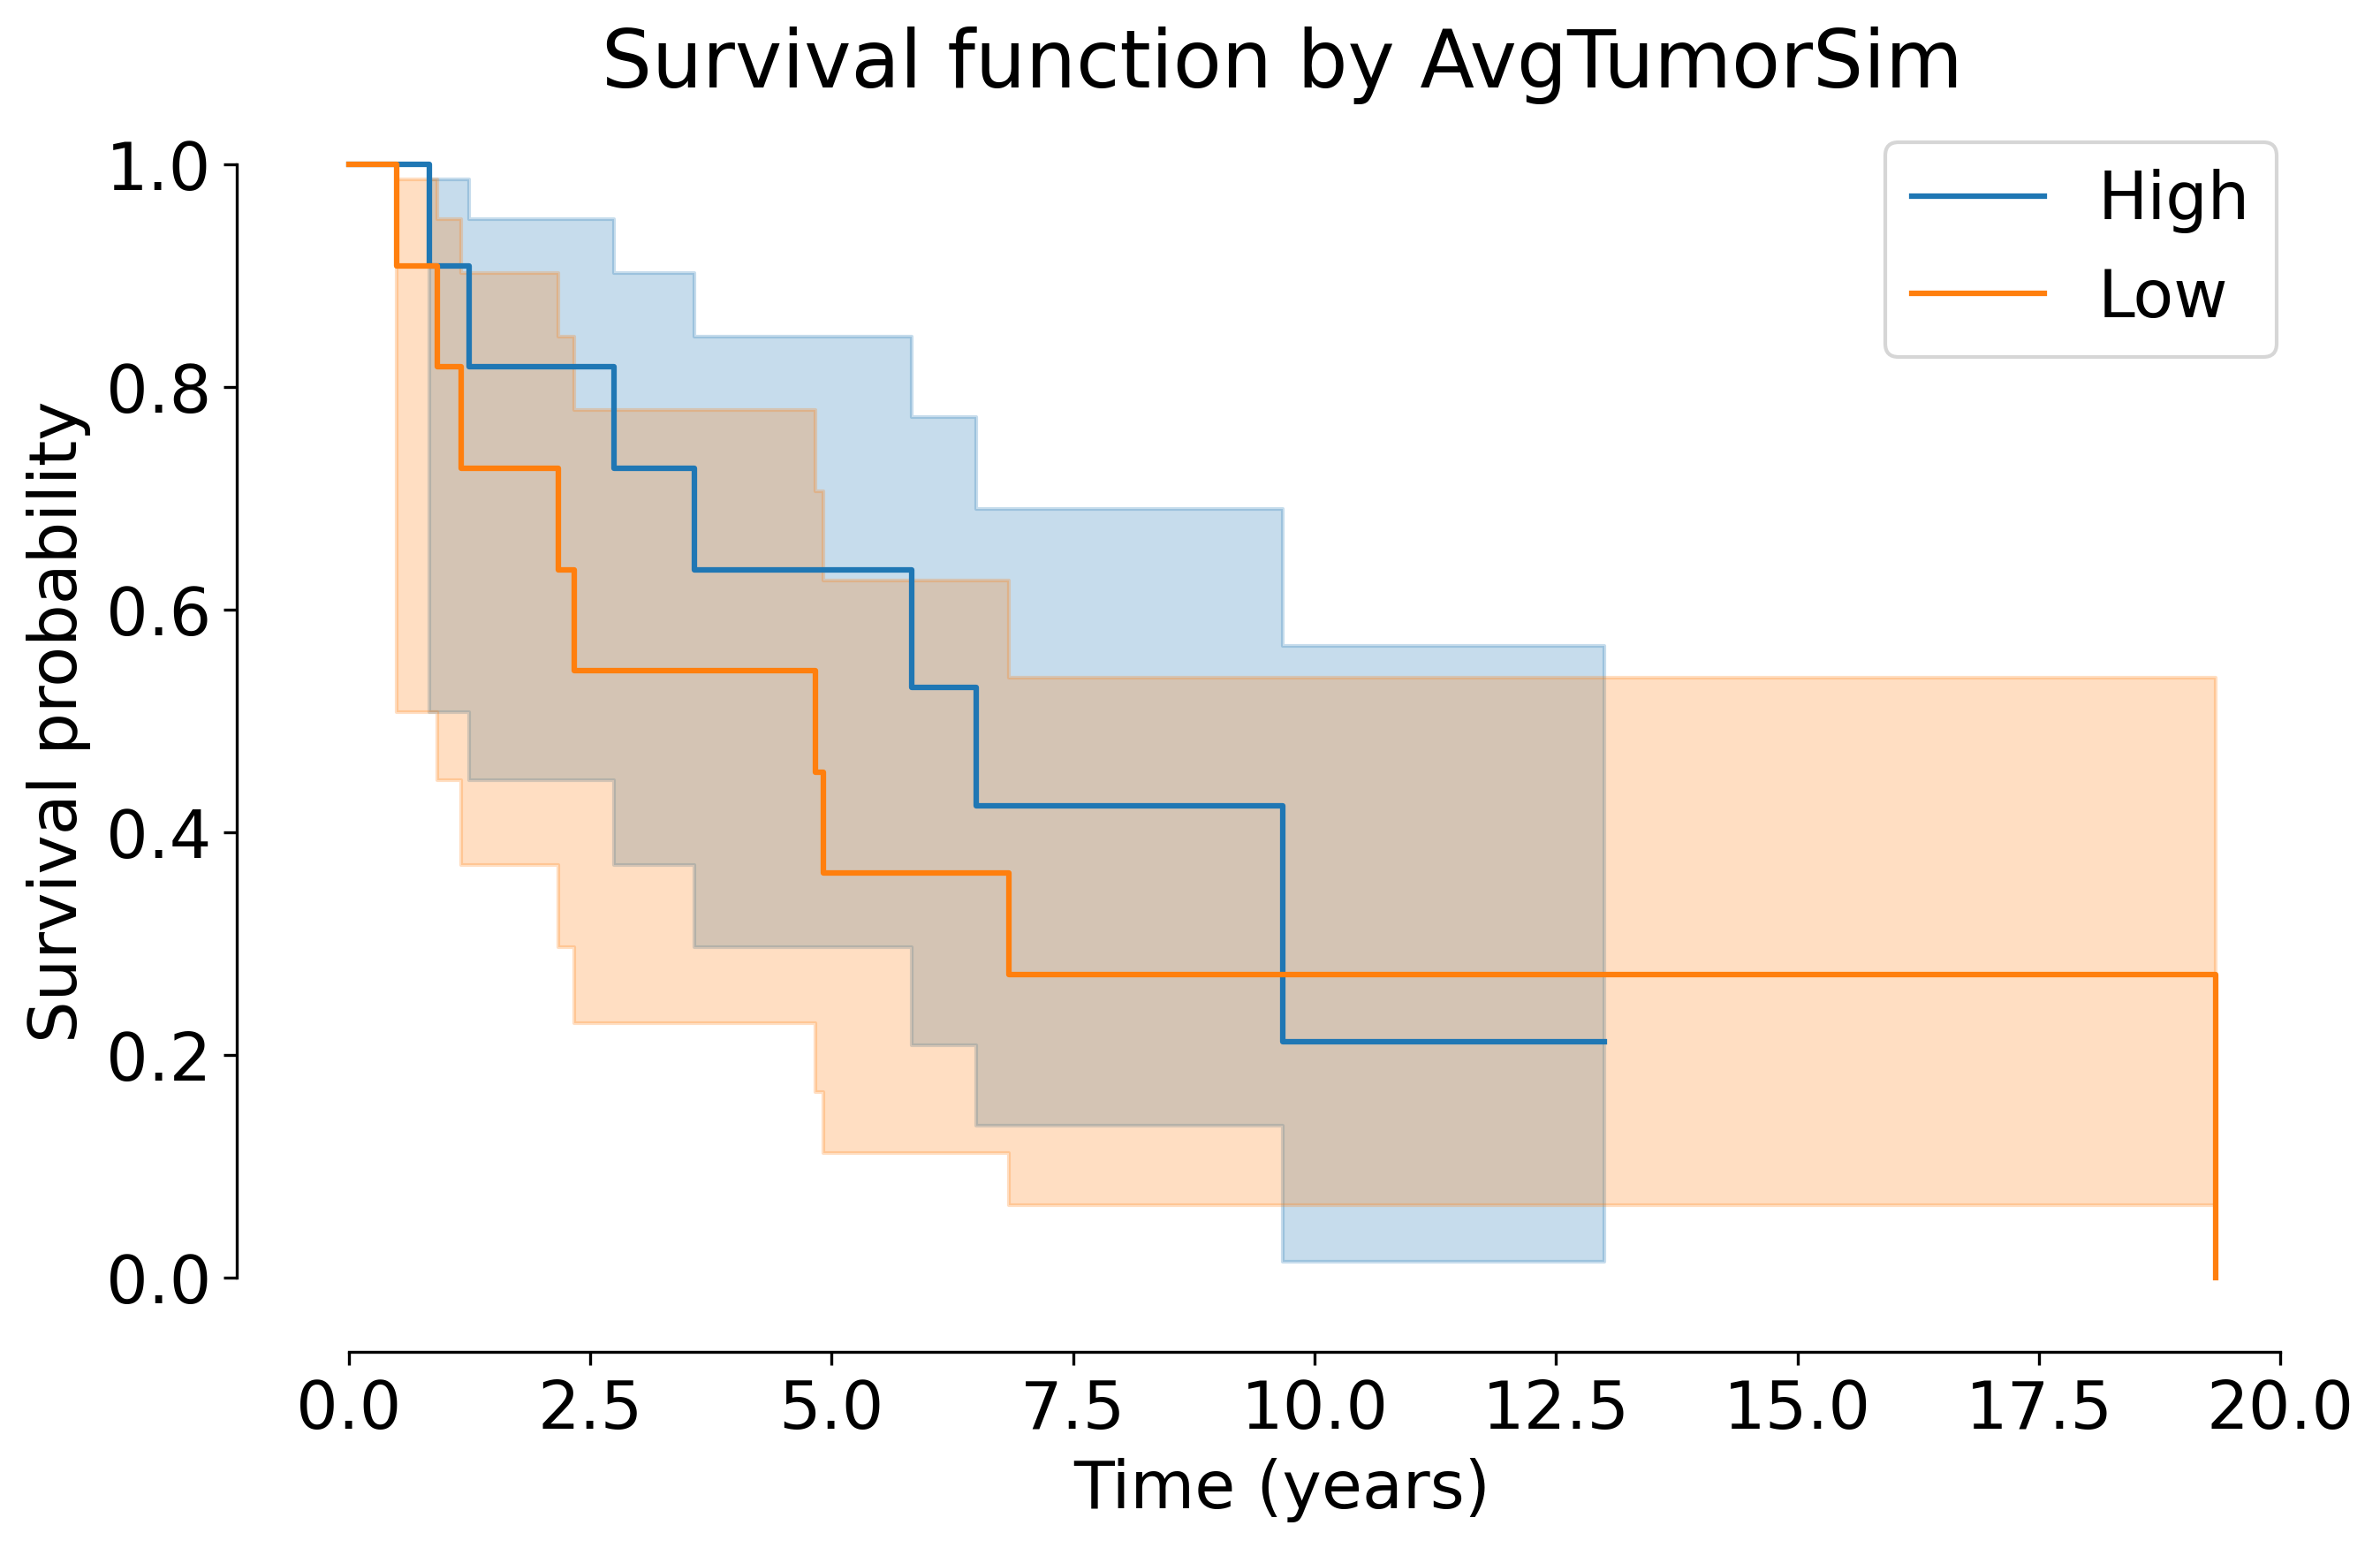 Survival function by AvgTumorSim
High
Low
Survival probability
1.0
0.8
0.6
0.4
0.2
0.0
0.0 2.5 5.0 7.5 10.0 12.5 15.0 17.5 20.0
Time (years)